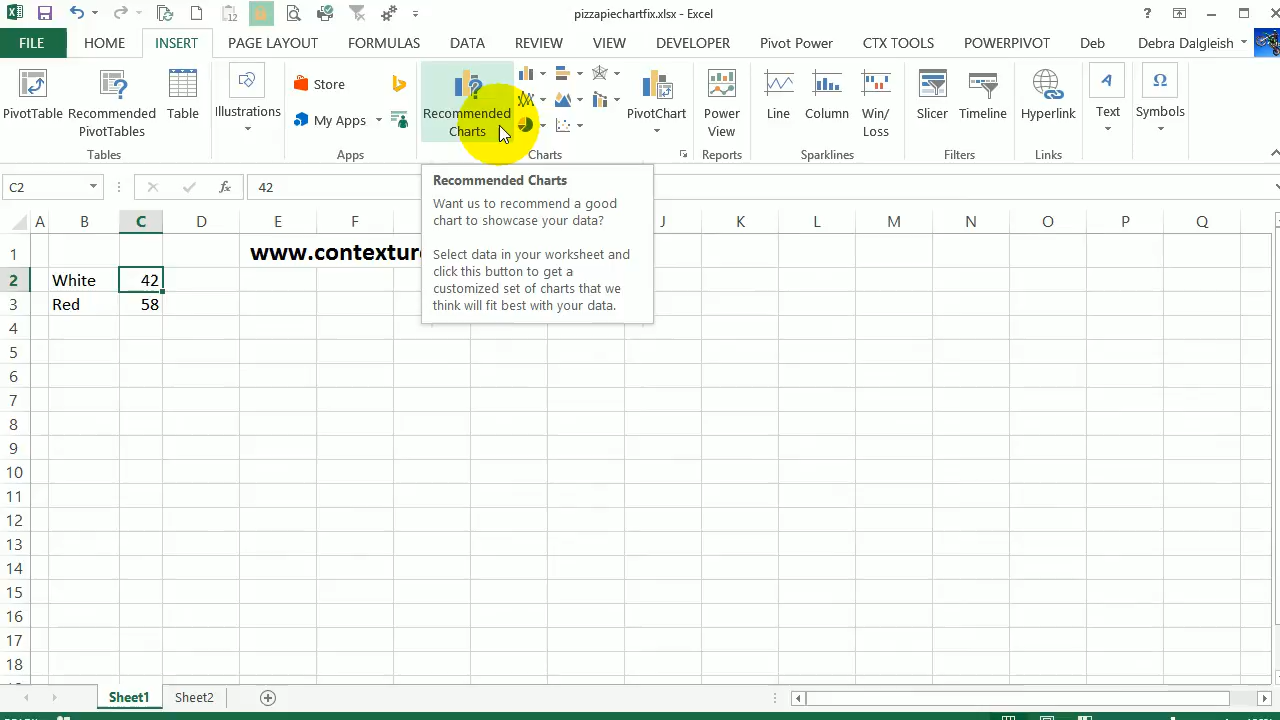 pizzapiechartfix.xlsx - Excel
FILE HOME INSERT PAGE LAYOUT FORMULAS DATA REVIEW VIEW DEVELOPER Pivot Power CTX TOOLS POWERPIVOT Deb Debra Dalgleish
PivotTable
Recommended
PivotTables
Table
Tables
Illustrations
Store
My Apps
Apps
Recommended
Charts
PivotChart
Charts
Power
View
Reports
Line
Column
Win/
Loss
Sparklines
Slicer
Timeline
Filters
Hyperlink
Links
Text
Symbols
C2 fx 42
Recommended Charts
Want us to recommend a good
chart to showcase your data?
Select data in your worksheet and
click this button to get a
customized set of charts that we
think will fit best with your data.
A B C D E F J K L M N O P Q
1 www.contexture
2 White 42
3 Red 58
4
5
6
7
8
9
10
11
12
13
14
15
16
17
18
Sheet1 Sheet2